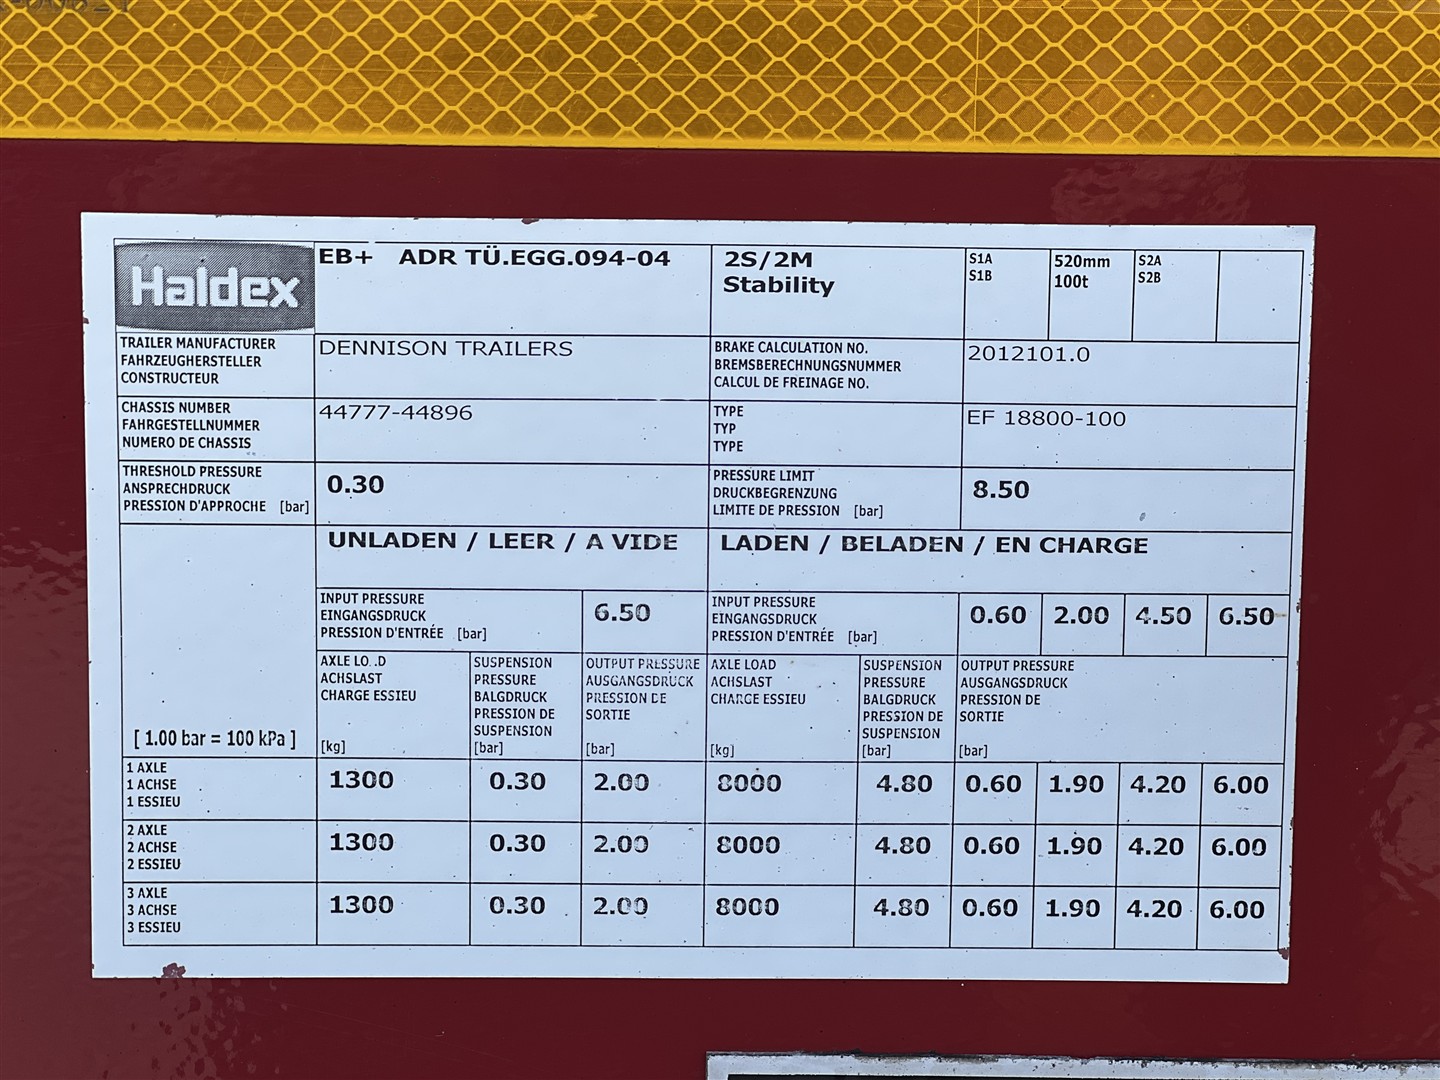 Haldex
EB+ ADR TÜ.EGG.094-04
2S/2M
Stability
S1A
S1B
520mm
100t
S2A
S2B
TRAILER MANUFACTURER
FAHRZEUGHERSTELLER
CONSTRUCTEUR
DENNISON TRAILERS
BRAKE CALCULATION NO.
BREMSBERECHNUNGSNUMMER
CALCUL DE FREINAGE NO.
2012101.0
CHASSIS NUMBER
FAHRGESTELLNUMMER
NUMERO DE CHASSIS
44777-44896
TYPE
TYP
TYPE
EF 18800-100
THRESHOLD PRESSURE
ANSPRECHDRUCK
PRESSION D'APPROCHE [bar]
0.30
PRESSURE LIMIT
DRUCKBEGRENZUNG
LIMITE DE PRESSION [bar]
8.50
UNLADEN / LEER / A VIDE
LADEN / BELADEN / EN CHARGE
INPUT PRESSURE
EINGANGSDRUCK
PRESSION D'ENTRÉE [bar]
6.50
INPUT PRESSURE
EINGANGSDRUCK
PRESSION D'ENTRÉE [bar]
0.60 2.00 4.50 6.50
[ 1.00 bar = 100 kPa ]
AXLE LOAD
ACHSLAST
CHARGE ESSIEU
[kg]
SUSPENSION
PRESSURE
BALGDRUCK
PRESSION DE
SUSPENSION
[bar]
OUTPUT PRESSURE
AUSGANGSDRUCK
PRESSION DE
SORTIE
[bar]
AXLE LOAD
ACHSLAST
CHARGE ESSIEU
[kg]
SUSPENSION
PRESSURE
BALGDRUCK
PRESSION DE
SUSPENSION
[bar]
OUTPUT PRESSURE
AUSGANGSDRUCK
PRESSION DE
SORTIE
[bar]
1 AXLE
1 ACHSE
1 ESSIEU
1300 0.30 2.00 8000 4.80 0.60 1.90 4.20 6.00
2 AXLE
2 ACHSE
2 ESSIEU
1300 0.30 2.00 8000 4.80 0.60 1.90 4.20 6.00
3 AXLE
3 ACHSE
3 ESSIEU
1300 0.30 2.00 8000 4.80 0.60 1.90 4.20 6.00